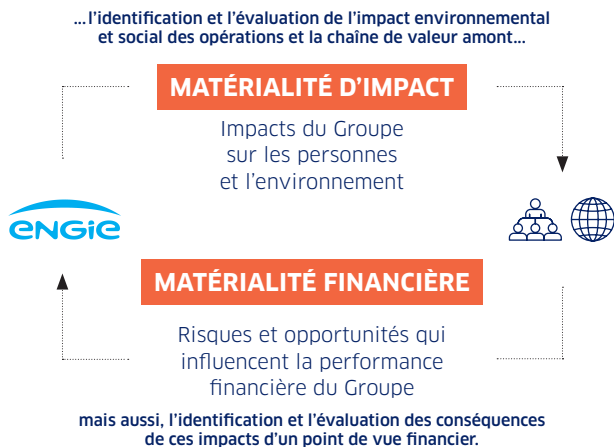 ...l'identification et l'évaluation de l'impact environnemental
et social des opérations et la chaîne de valeur amont...
MATÉRIALITÉ D'IMPACT
Impacts du Groupe
sur les personnes
et l'environnement
ENGIE
MATÉRIALITÉ FINANCIÈRE
Risques et opportunités qui
influencent la performance
financière du Groupe
mais aussi, l'identification et l'évaluation des conséquences
de ces impacts d'un point de vue financier.